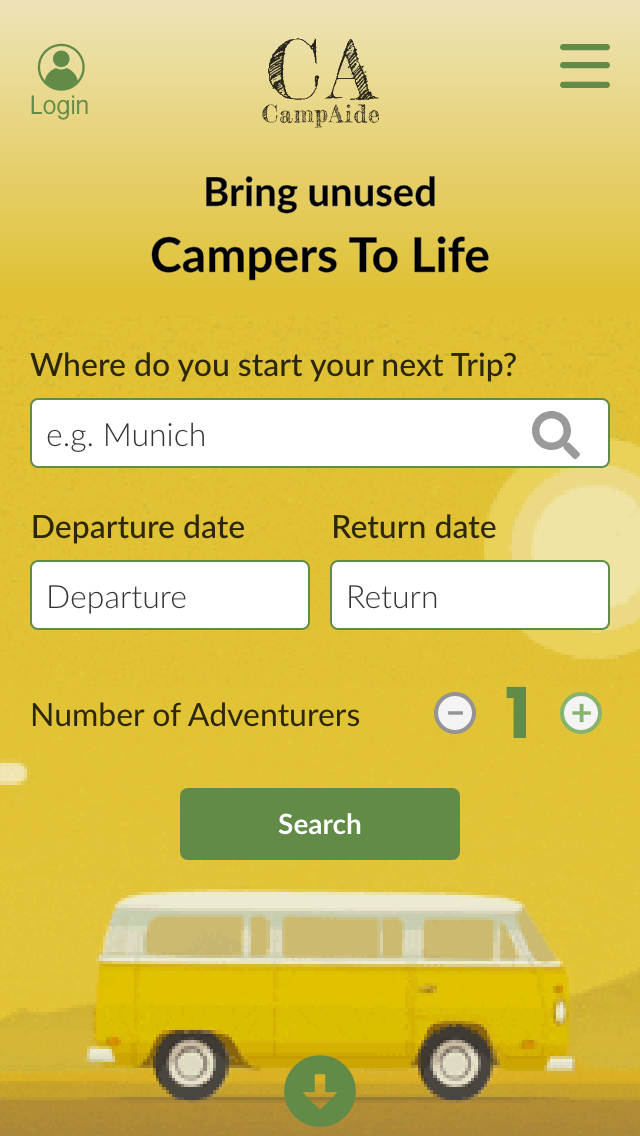 Login
CA
CampAide
Bring unused
Campers To Life
Where do you start your next Trip?
e.g. Munich
Departure date
Return date
Departure
Return
Number of Adventurers
1
Search